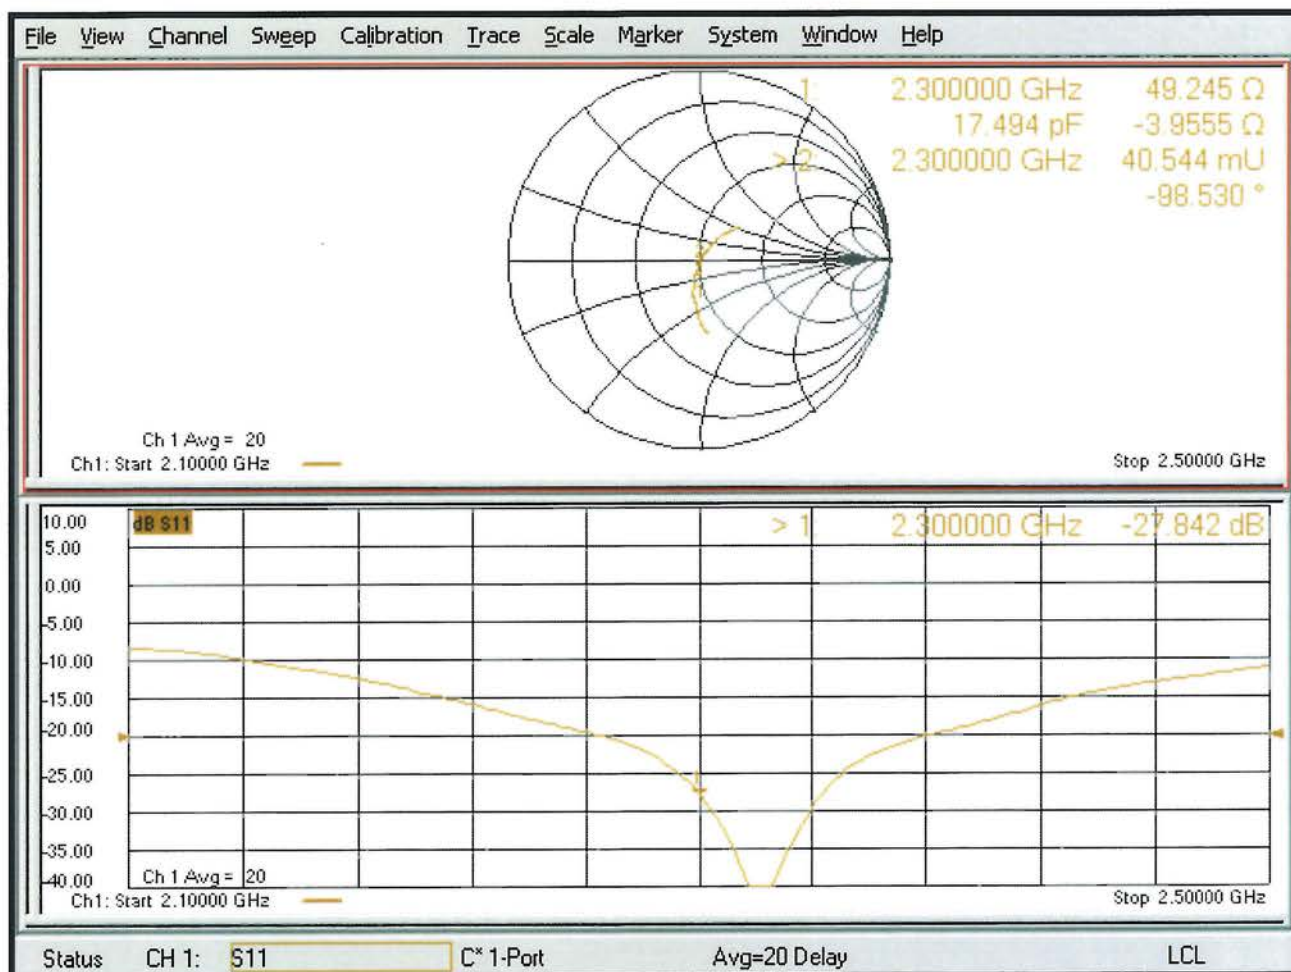 File View Channel Sweep Calibration Trace Scale Marker System Window Help
1: 2.300000 GHz 49.245 Ω
17.494 pF -3.9555 Ω
> 2: 2.300000 GHz 40.544 mU
-98.530 °
Ch 1 Avg = 20
Ch1: Start 2.10000 GHz Stop 2.50000 GHz
dB S11
> 1: 2.300000 GHz -27.842 dB
10.00
5.00
0.00
-5.00
-10.00
-15.00
-20.00
-25.00
-30.00
-35.00
-40.00
1
Ch 1 Avg = 20
Ch1: Start 2.10000 GHz Stop 2.50000 GHz
Status CH 1: S11 C* 1-Port Avg=20 Delay LCL